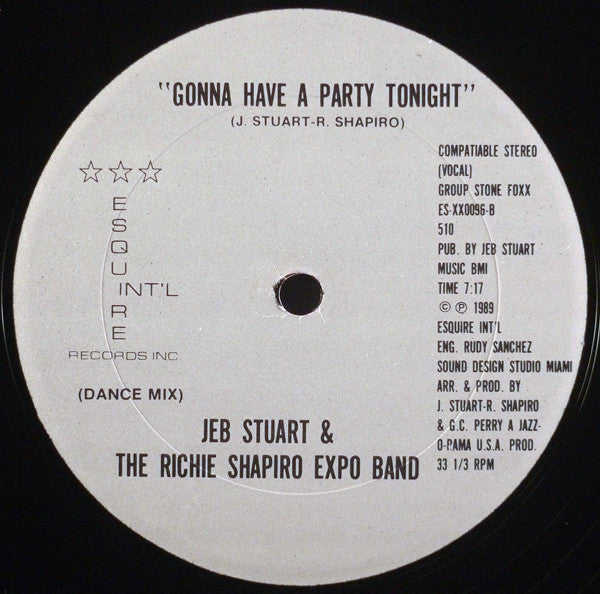 "GONNA HAVE A PARTY TONIGHT"
(J. STUART-R. SHAPIRO)
☆☆☆
ESQUIRE
INT'L
RECORDS INC.
(DANCE MIX)
COMPATIABLE STEREO
(VOCAL)
GROUP STONE FOXX
ES-XX0096-B
510
PUB. BY JEB STUART
MUSIC BMI
TIME 7:17
© ℗ 1989
ESQUIRE INT'L
ENG. RUDY SANCHEZ
SOUND DESIGN STUDIO MIAMI
ARR. & PROD. BY
J. STUART-R. SHAPIRO
& G.C. PERRY A JAZZ-
O-RAMA U.S.A. PROD.
33 1/3 RPM
JEB STUART &
THE RICHIE SHAPIRO EXPO BAND